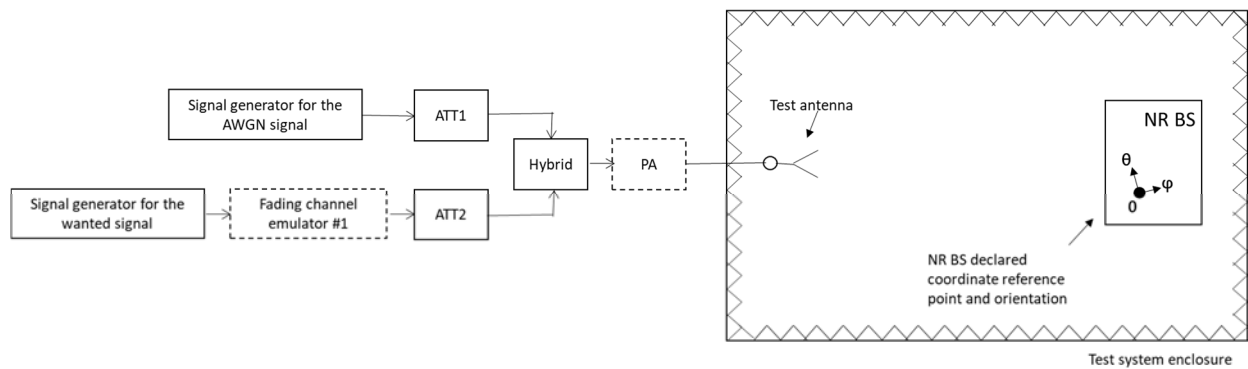 Signal generator for the
AWGN signal
ATT1
Hybrid
PA
Signal generator for the
wanted signal
Fading channel
emulator #1
ATT2
Test antenna
NR BS
θ
φ
0
NR BS declared
coordinate reference
point and orientation
Test system enclosure